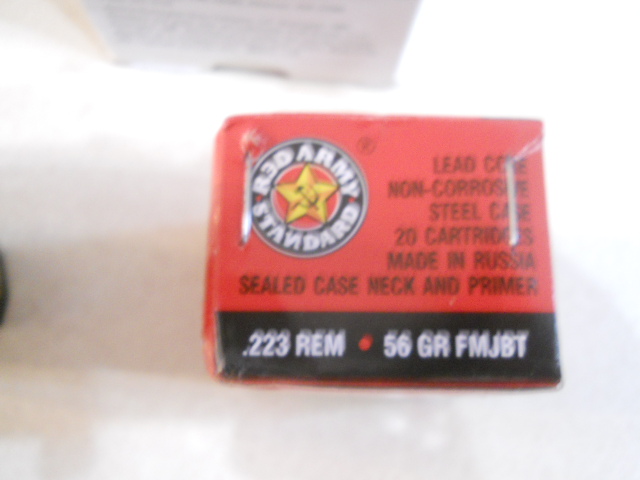 RED ARMY
STANDARD
®
LEAD CORE
NON-CORROSIVE
STEEL CASE
20 CARTRIDGES
MADE IN RUSSIA
SEALED CASE NECK AND PRIMER
.223 REM • 56 GR FMJBT